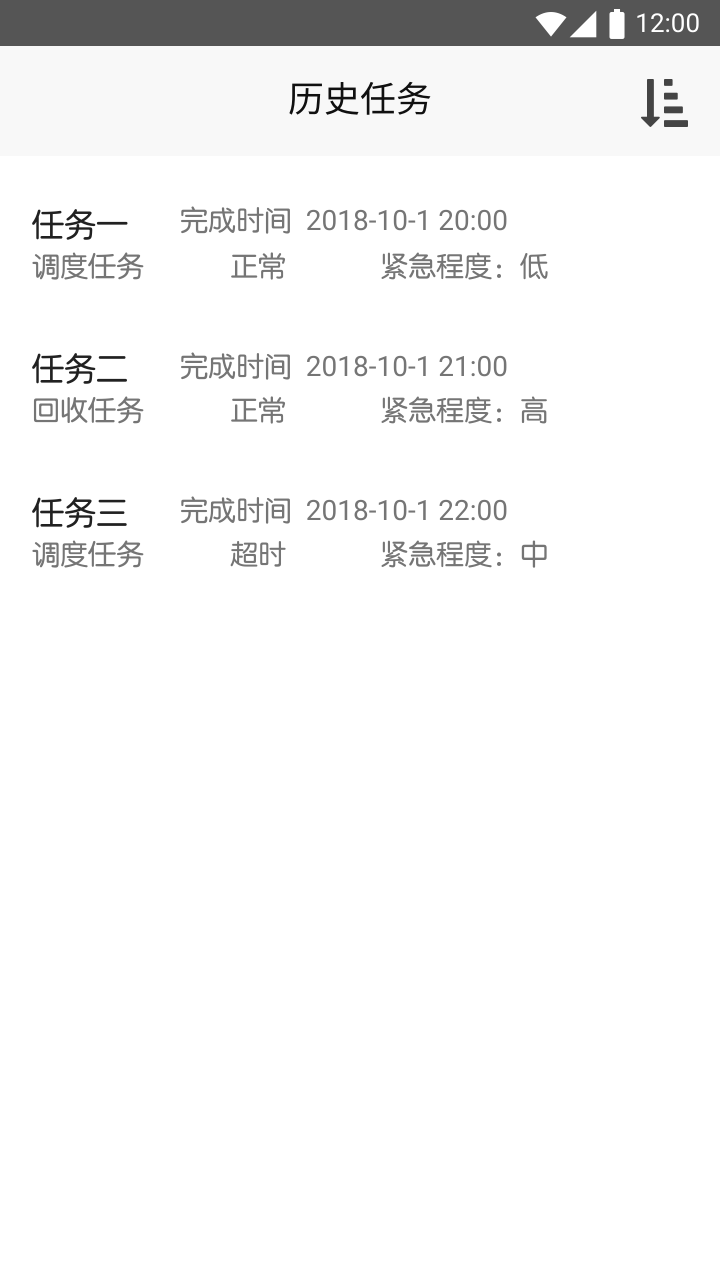 12:00
历史任务
任务一 完成时间 2018-10-1 20:00
调度任务 正常 紧急程度：低
任务二 完成时间 2018-10-1 21:00
回收任务 正常 紧急程度：高
任务三 完成时间 2018-10-1 22:00
调度任务 超时 紧急程度：中